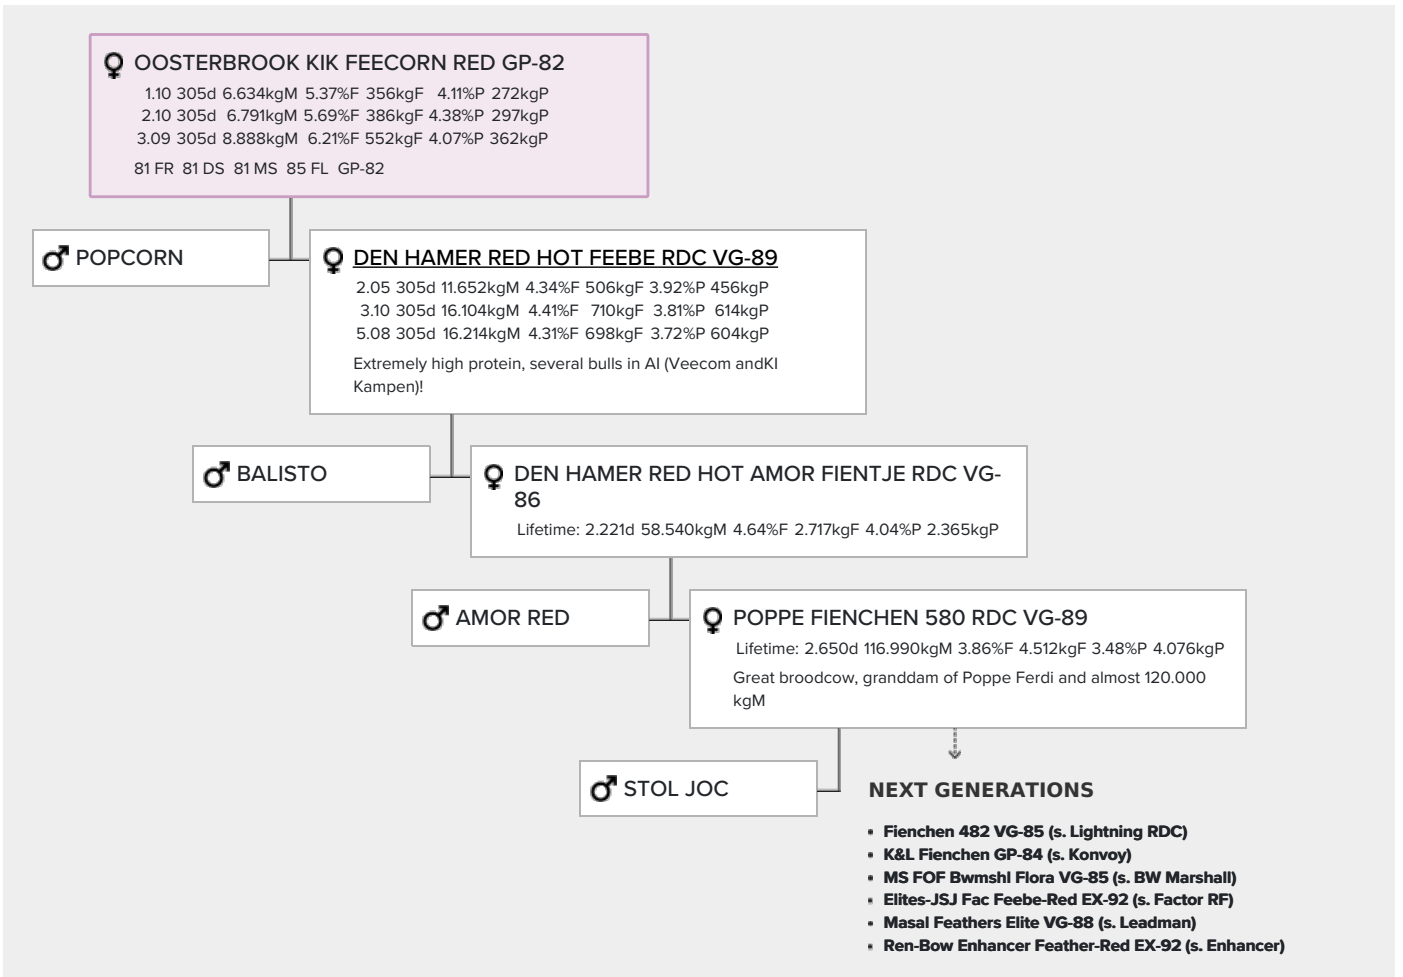 OOSTERBROOK KIK FEECORN RED GP-82
1.10 305d 6.634kgM 5.37%F 356kgF 4.11%P 272kgP
2.10 305d 6.791kgM 5.69%F 386kgF 4.38%P 297kgP
3.09 305d 8.888kgM 6.21%F 552kgF 4.07%P 362kgP
81 FR 81 DS 81 MS 85 FL GP-82
POPCORN
DEN HAMER RED HOT FEEBE RDC VG-89
2.05 305d 11.652kgM 4.34%F 506kgF 3.92%P 456kgP
3.10 305d 16.104kgM 4.41%F 710kgF 3.81%P 614kgP
5.08 305d 16.214kgM 4.31%F 698kgF 3.72%P 604kgP
Extremely high protein, several bulls in AI (Veecom andKI
Kampen)!
BALISTO
DEN HAMER RED HOT AMOR FIENTJE RDC VG-
86
Lifetime: 2.221d 58.540kgM 4.64%F 2.717kgF 4.04%P 2.365kgP
AMOR RED
POPPE FIENCHEN 580 RDC VG-89
Lifetime: 2.650d 116.990kgM 3.86%F 4.512kgF 3.48%P 4.076kgP
Great broodcow, granddam of Poppe Ferdi and almost 120.000
kgM
STOL JOC
NEXT GENERATIONS
• Fienchen 482 VG-85 (s. Lightning RDC)
• K&L Fienchen GP-84 (s. Konvoy)
• MS FOF Bwmshl Flora VG-85 (s. BW Marshall)
• Elites-JSJ Fac Feebe-Red EX-92 (s. Factor RF)
• Masal Feathers Elite VG-88 (s. Leadman)
• Ren-Bow Enhancer Feather-Red EX-92 (s. Enhancer)